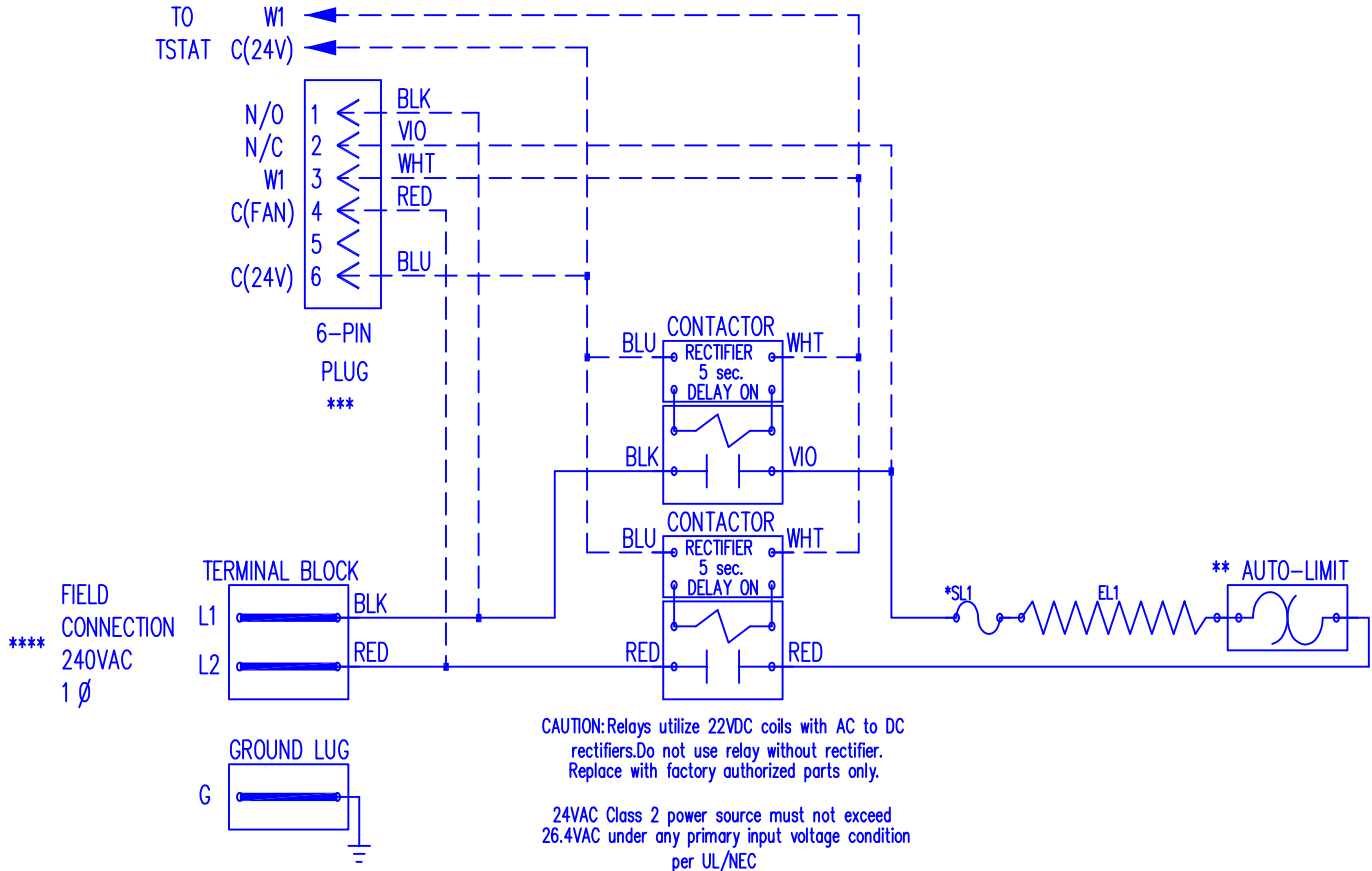 TO W1
TSTAT C(24V)
N/O 1 BLK
N/C 2 VIO
W1 3 WHT
C(FAN) 4 RED
5
C(24V) 6 BLU
6-PIN
PLUG
***
CONTACTOR
BLU RECTIFIER WHT
5 sec.
DELAY ON
BLK VIO
CONTACTOR
BLU RECTIFIER WHT
5 sec.
DELAY ON
RED RED
TERMINAL BLOCK
L1 BLK
L2 RED
FIELD
CONNECTION
****
240VAC
1 Ø
*SL1
EL1
** AUTO-LIMIT
GROUND LUG
G
CAUTION:Relays utilize 22VDC coils with AC to DC
rectifiers.Do not use relay without rectifier.
Replace with factory authorized parts only.
24VAC Class 2 power source must not exceed
26.4VAC under any primary input voltage condition
per UL/NEC